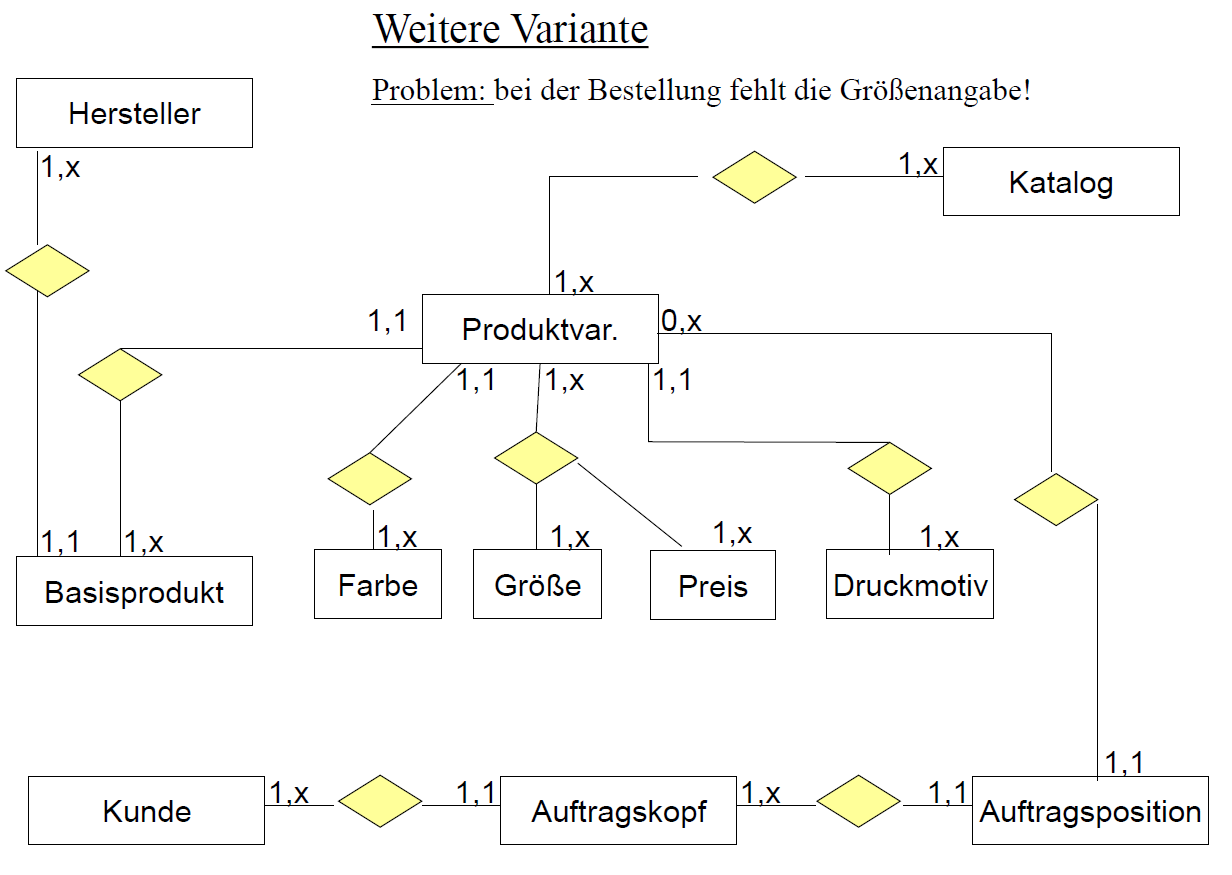 Weitere Variante
Problem: bei der Bestellung fehlt die Größenangabe!
Hersteller
1,x
1,x
Katalog
1,x
1,1
Produktvar.
0,x
1,1
1,x
1,1
1,1
1,x
1,x
1,x
1,x
1,x
Basisprodukt
Farbe
Größe
Preis
Druckmotiv
1,1
Kunde
1,x
1,1
Auftragskopf
1,x
1,1
Auftragsposition